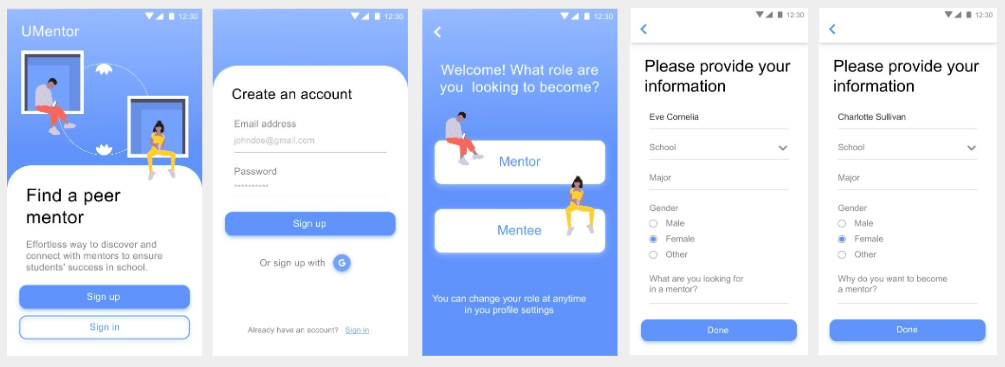 12:30
UMentor
Find a peer
mentor
Effortless way to discover and
connect with mentors to ensure
students' success in school.
Sign up
Sign in
12:30
Create an account
Email address
johndoe@gmail.com
Password
**********
Sign up
Or sign up with G
Already have an account? Sign in
12:30
Welcome! What role are
you looking to become?
Mentor
Mentee
You can change your role at anytime
in you profile settings
12:30
Please provide your
information
Eve Cornelia
School
Major
Gender
Male
Female
Other
What are you looking for
in a mentor?
Done
12:30
Please provide your
information
Charlotte Sullivan
School
Major
Gender
Male
Female
Other
Why do you want to become
a mentor?
Done